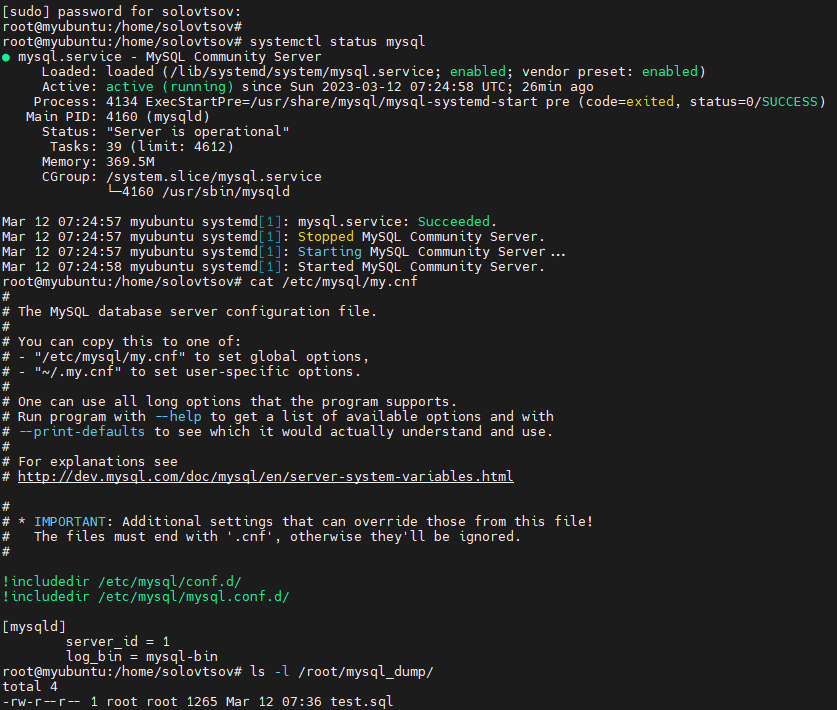 [sudo] password for solovtsov:
root@myubuntu:/home/solovtsov#
root@myubuntu:/home/solovtsov# systemctl status mysql
● mysql.service - MySQL Community Server
     Loaded: loaded (/lib/systemd/system/mysql.service; enabled; vendor preset: enabled)
     Active: active (running) since Sun 2023-03-12 07:24:58 UTC; 26min ago
    Process: 4134 ExecStartPre=/usr/share/mysql/mysql-systemd-start pre (code=exited, status=0/SUCCESS)
   Main PID: 4160 (mysqld)
     Status: "Server is operational"
      Tasks: 39 (limit: 4612)
     Memory: 369.5M
     CGroup: /system.slice/mysql.service
             └─4160 /usr/sbin/mysqld

Mar 12 07:24:57 myubuntu systemd[1]: mysql.service: Succeeded.
Mar 12 07:24:57 myubuntu systemd[1]: Stopped MySQL Community Server.
Mar 12 07:24:57 myubuntu systemd[1]: Starting MySQL Community Server...
Mar 12 07:24:58 myubuntu systemd[1]: Started MySQL Community Server.
root@myubuntu:/home/solovtsov# cat /etc/mysql/my.cnf
#
# The MySQL database server configuration file.
#
# You can copy this to one of:
# - "/etc/mysql/my.cnf" to set global options,
# - "~/.my.cnf" to set user-specific options.
#
# One can use all long options that the program supports.
# Run program with --help to get a list of available options and with
# --print-defaults to see which it would actually understand and use.
#
# For explanations see
# http://dev.mysql.com/doc/mysql/en/server-system-variables.html

#
# * IMPORTANT: Additional settings that can override those from this file!
#   The files must end with '.cnf', otherwise they'll be ignored.
#

!includedir /etc/mysql/conf.d/
!includedir /etc/mysql/mysql.conf.d/

[mysqld]
        server_id = 1
        log_bin = mysql-bin
root@myubuntu:/home/solovtsov# ls -l /root/mysql_dump/
total 4
-rw-r--r-- 1 root root 1265 Mar 12 07:36 test.sql